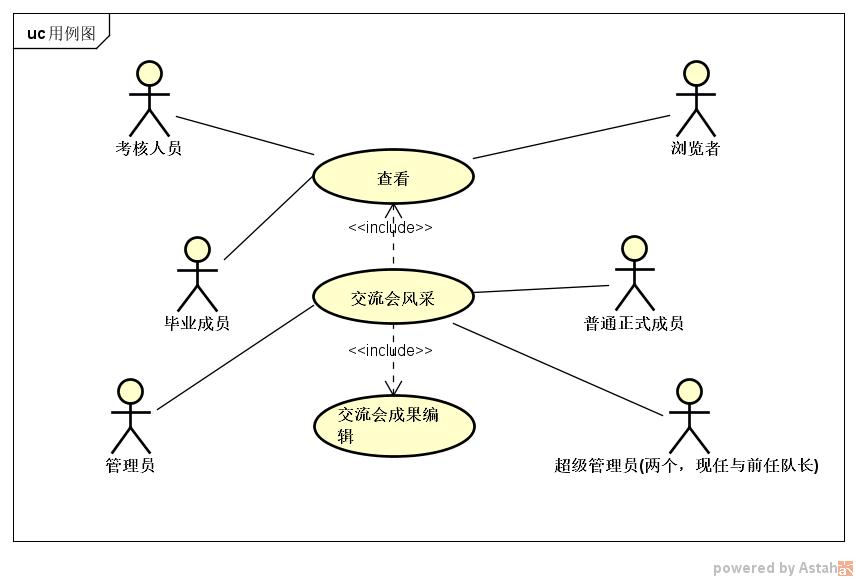 uc 用例图
考核人员
浏览者
查看
<<include>>
毕业成员
交流会风采
普通正式成员
<<include>>
管理员
交流会成果编
辑
超级管理员(两个，现任与前任队长)
powered by Astah